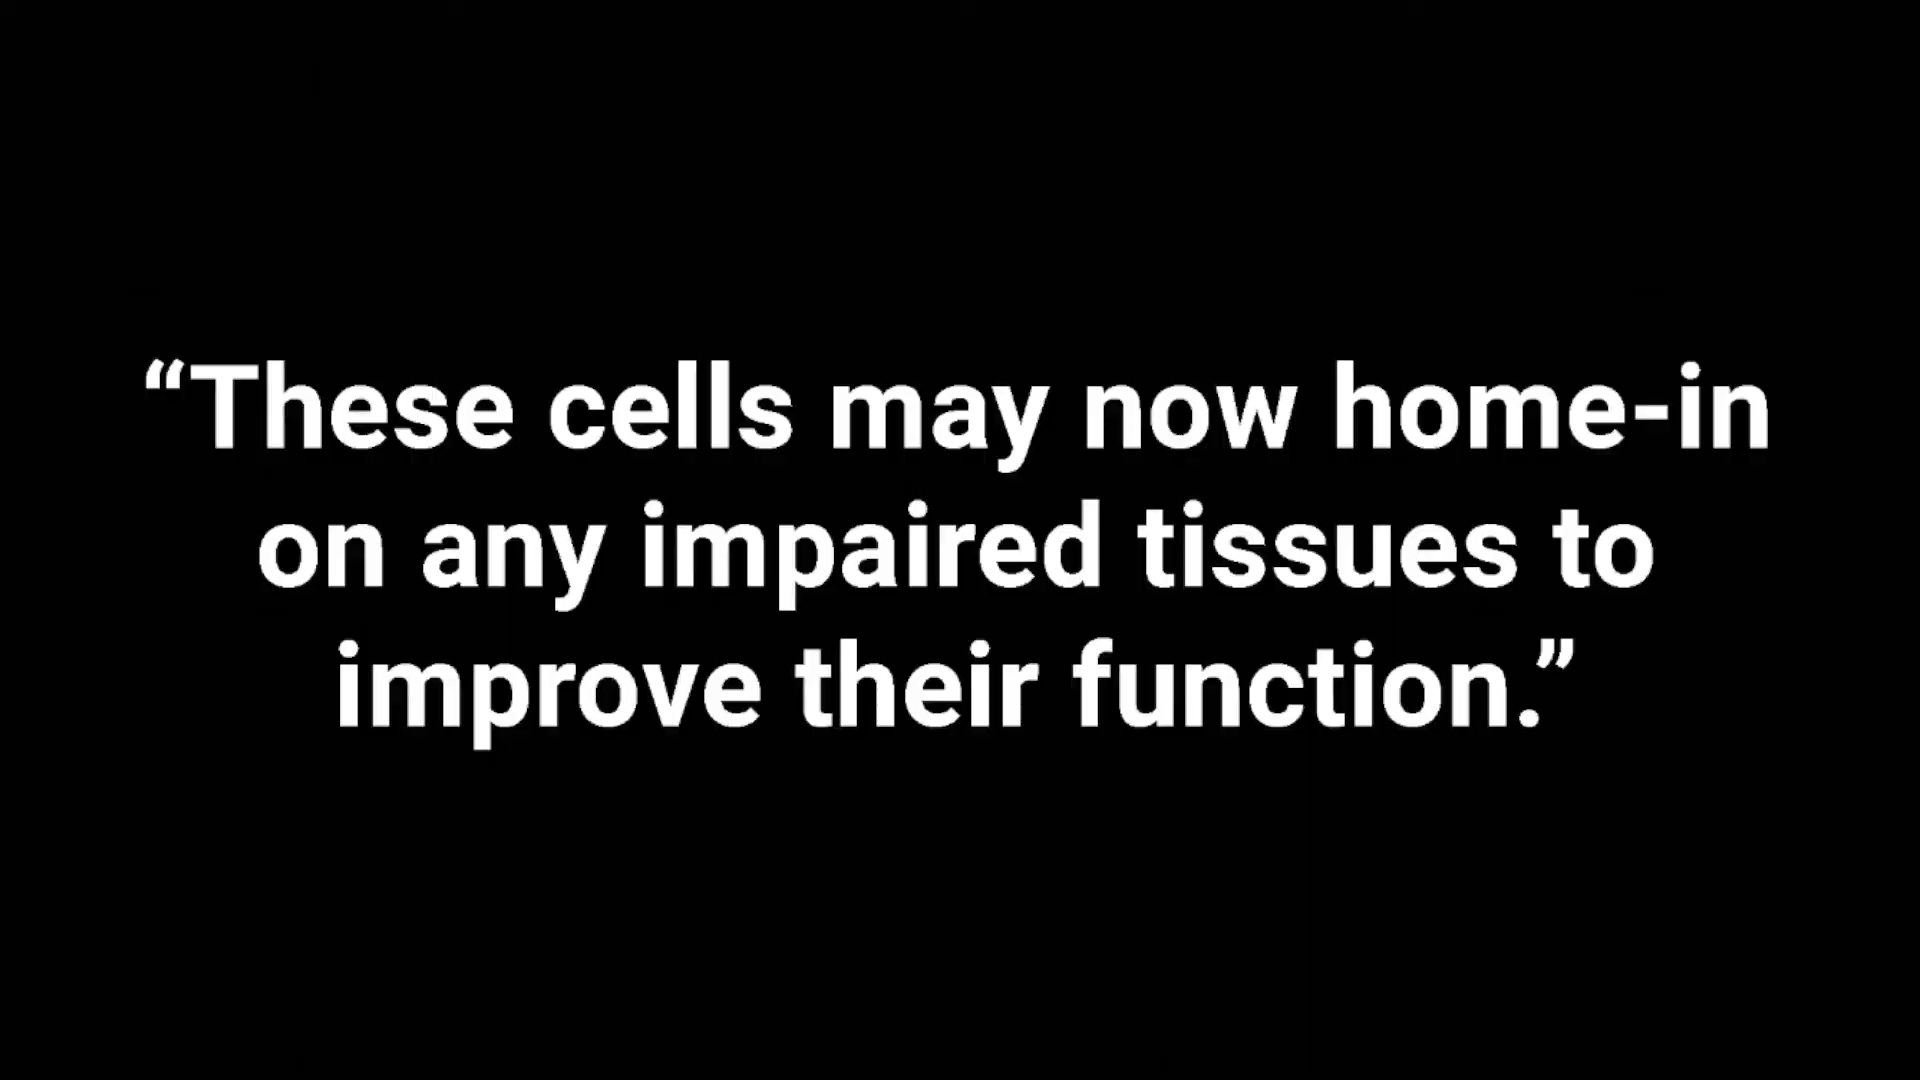 “These cells may now home-in
on any impaired tissues to
improve their function.”